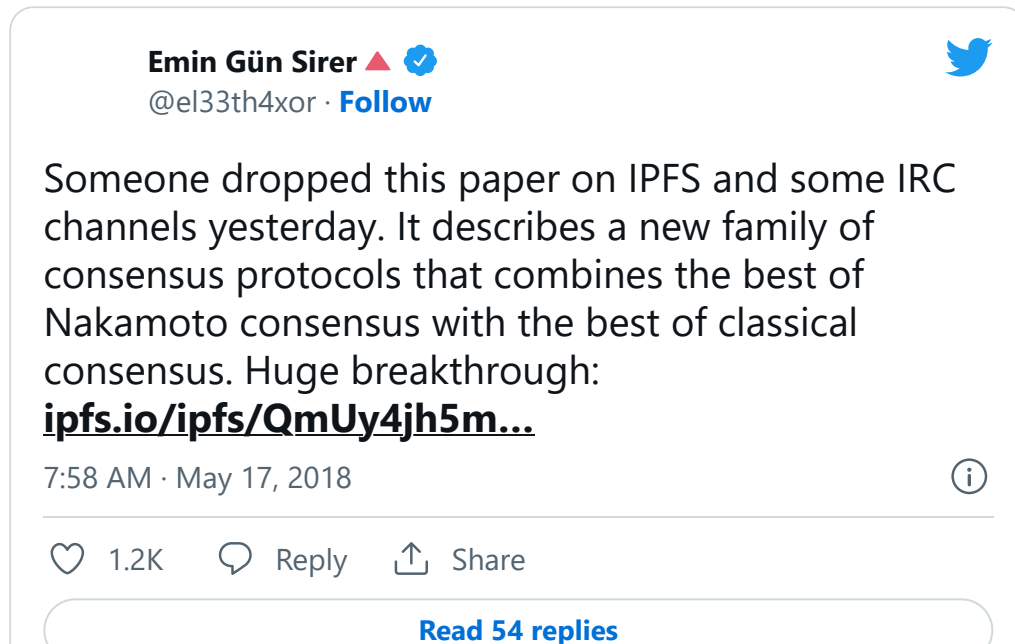 Emin Gün Sirer
@el33th4xor · Follow
Someone dropped this paper on IPFS and some IRC
channels yesterday. It describes a new family of
consensus protocols that combines the best of
Nakamoto consensus with the best of classical
consensus. Huge breakthrough:
ipfs.io/ipfs/QmUy4jh5m...
7:58 AM · May 17, 2018
1.2K Reply Share
Read 54 replies